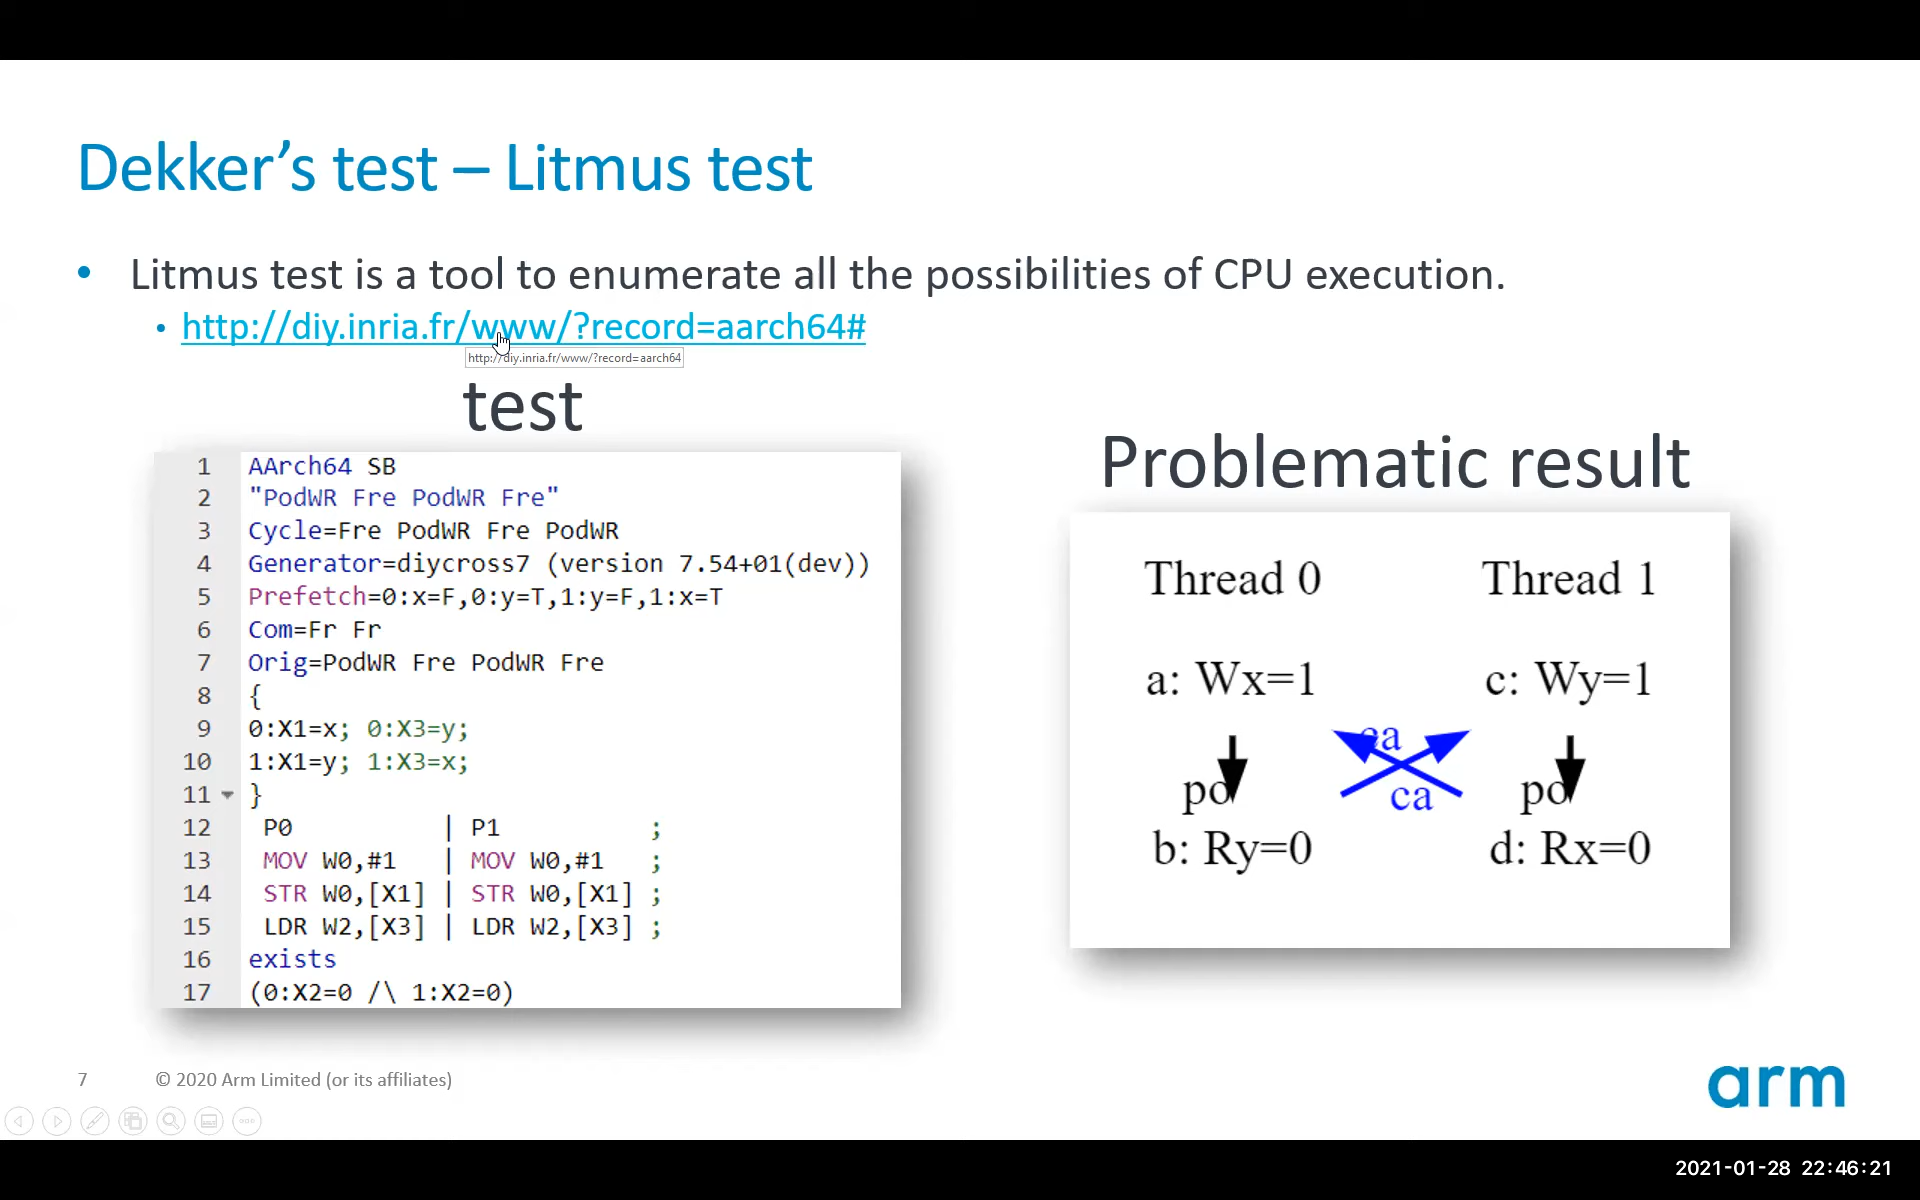 Dekker’s test – Litmus test
• Litmus test is a tool to enumerate all the possibilities of CPU execution.
• http://diy.inria.fr/www/?record=aarch64#
http://diy.inria.fr/www/?record=aarch64
test
1 AArch64 SB
2 "PodWR Fre PodWR Fre"
3 Cycle=Fre PodWR Fre PodWR
4 Generator=diycross7 (version 7.54+01(dev))
5 Prefetch=0:x=F,0:y=T,1:y=F,1:x=T
6 Com=Fr Fr
7 Orig=PodWR Fre PodWR Fre
8 {
9 0:X1=x; 0:X3=y;
10 1:X1=y; 1:X3=x;
11 }
12 P0 | P1 ;
13 MOV W0,#1 | MOV W0,#1 ;
14 STR W0,[X1] | STR W0,[X1] ;
15 LDR W2,[X3] | LDR W2,[X3] ;
16 exists
17 (0:X2=0 /\ 1:X2=0)
Problematic result
Thread 0 Thread 1
a: Wx=1 c: Wy=1
ca
po ca po
b: Ry=0 d: Rx=0
7 © 2020 Arm Limited (or its affiliates)
arm
2021-01-28 22:46:21